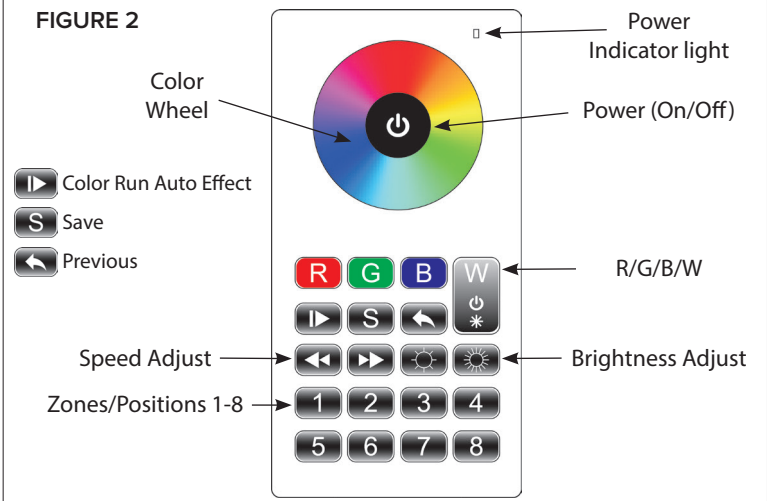 FIGURE 2
Power
Indicator light
Color
Wheel
Power (On/Off)
Color Run Auto Effect
S Save
Previous
R G B W
R/G/B/W
S
Speed Adjust
Brightness Adjust
Zones/Positions 1-8
1 2 3 4
5 6 7 8